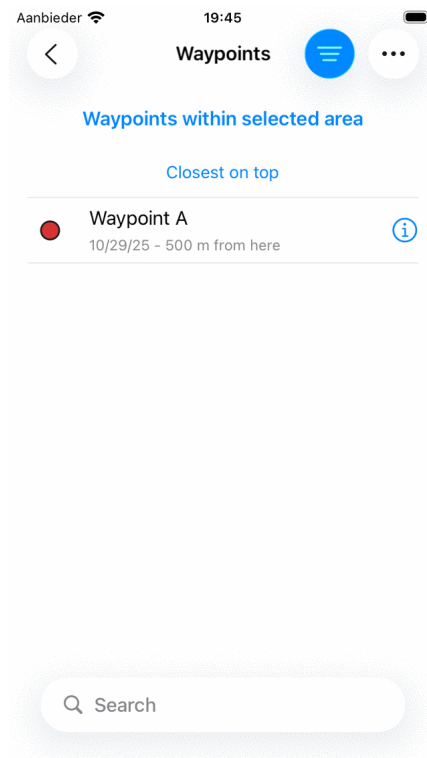 Aanbieder 19:45
Waypoints
Waypoints within selected area
Closest on top
Waypoint A
10/29/25 - 500 m from here
Search